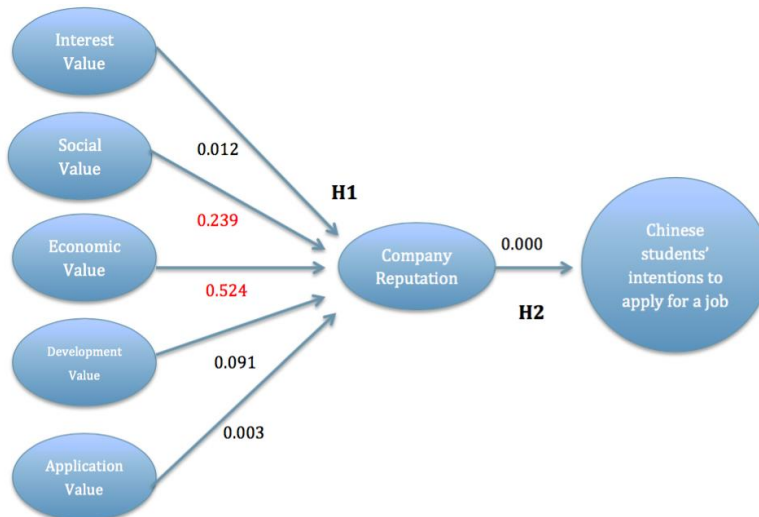 Interest
Value
Social
Value
0.012
H1
0.239
Economic
Value
0.524
Company
Reputation
0.000
H2
Chinese
students’
intentions to
apply for a job
Development
Value
0.091
0.003
Application
Value